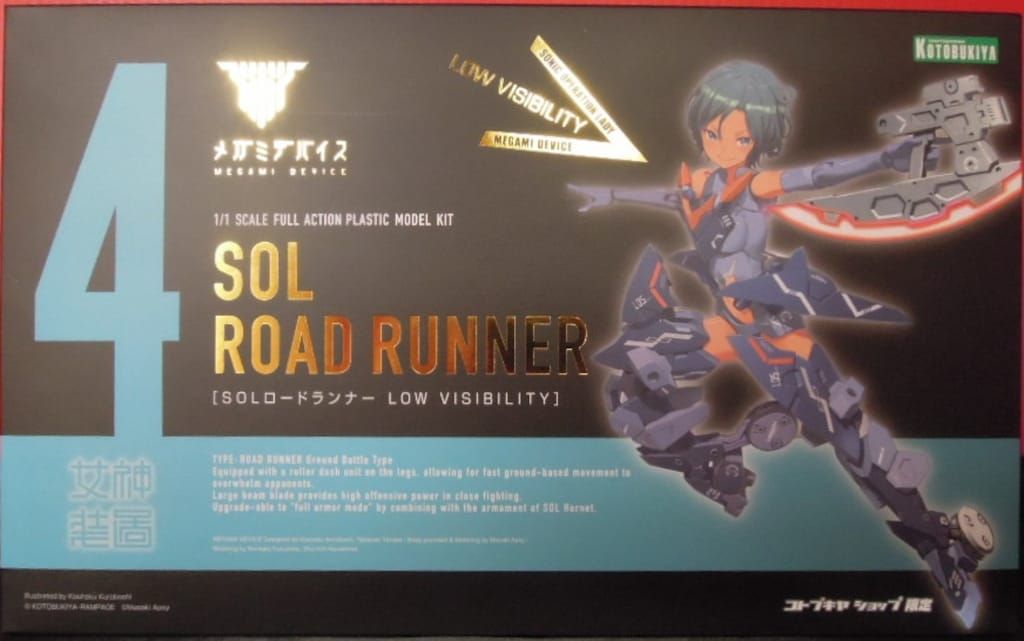 4
メガミデバイス
MEGAMI DEVICE
LOW VISIBILITY
SONIC OPERATION LADY
MEGAMI DEVICE
KOTOBUKIYA
1/1 SCALE FULL ACTION PLASTIC MODEL KIT
SOL
ROAD RUNNER
[SOLロードランナー LOW VISIBILITY]
女神
装置
TYPE: ROAD RUNNER Ground Battle Type
Equipped with a roller dash unit on the legs, allowing for fast ground-based movement to
overwhelm opponents.
Large beam blade provides high offensive power in close fighting.
Upgrade-able to "full armor mode" by combining with the armament of SOL Hornet.
Illustrated by
© KOTOBUKIYA-RAMPAGE ©Masaki Apsy
コトブキヤ ショップ 限定